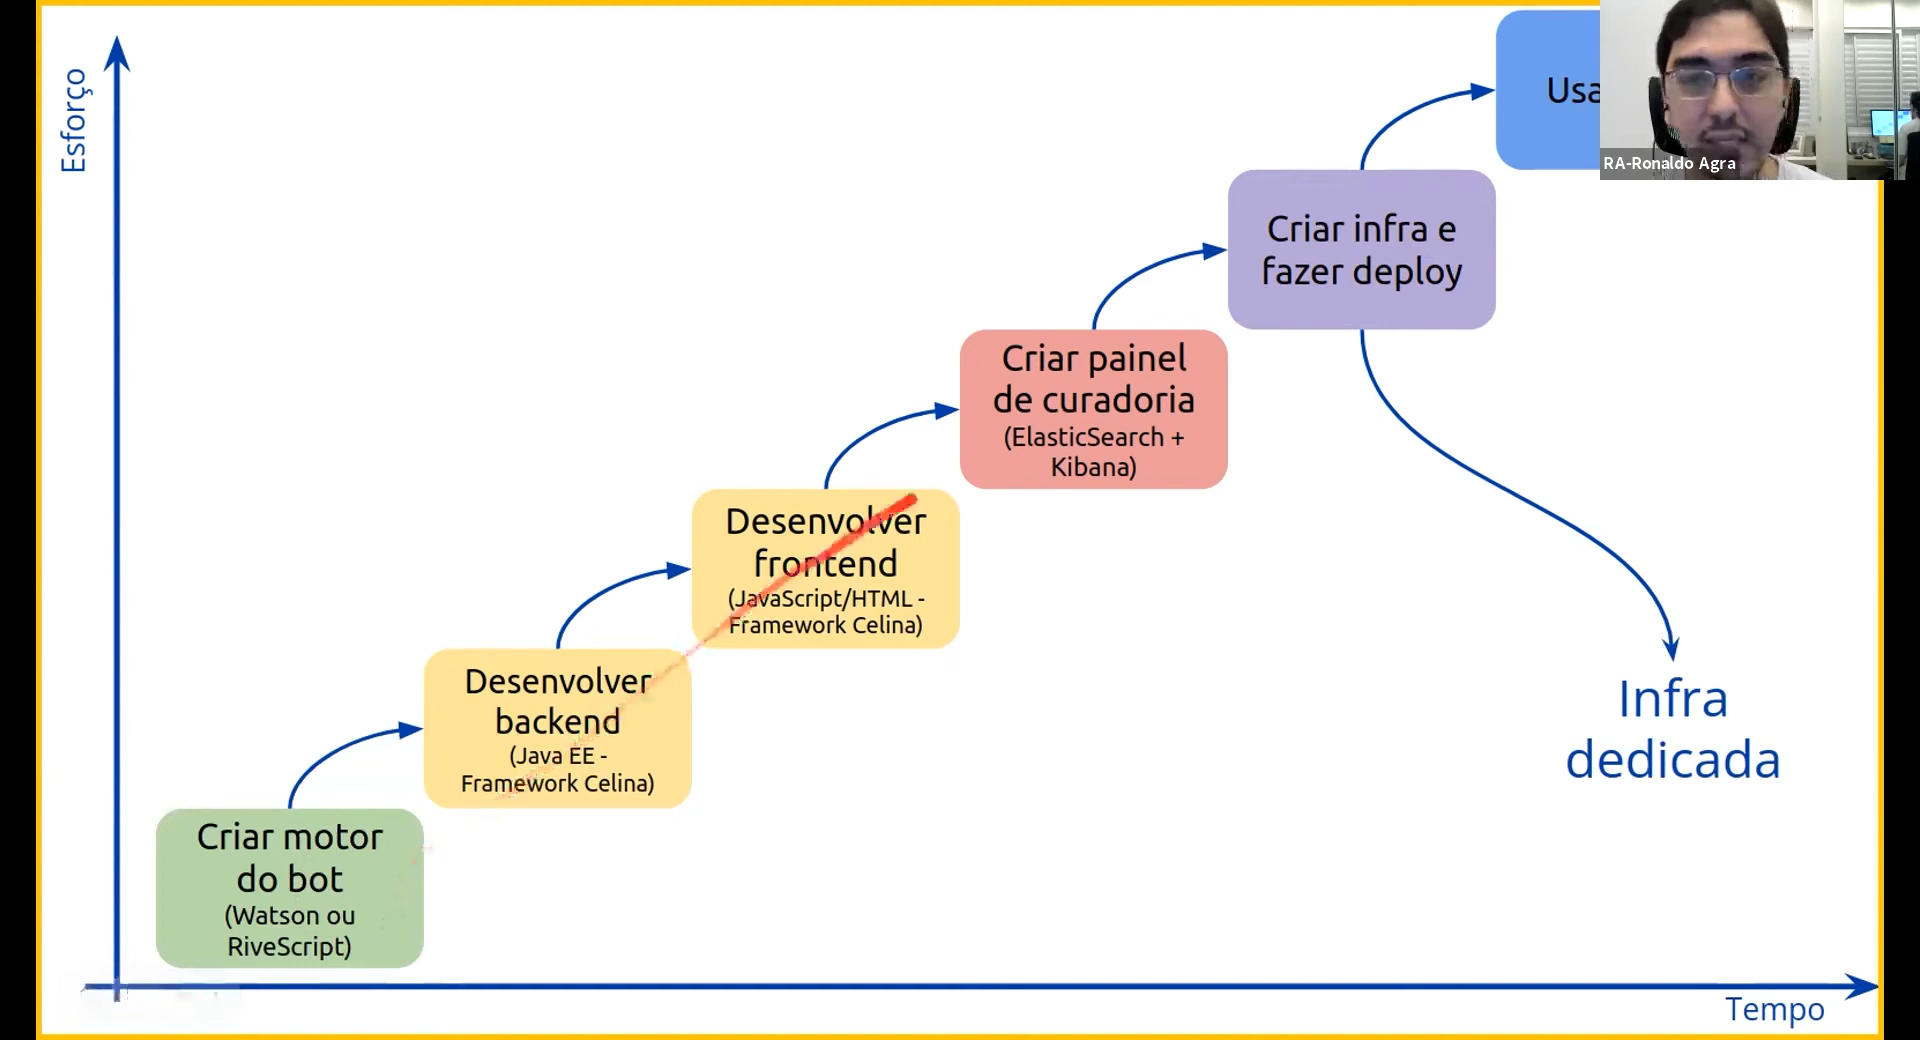 Esforço
Usa
RA-Ronaldo Agra
Criar infra e
fazer deploy
Criar painel
de curadoria
(ElasticSearch +
Kibana)
Desenvolver
frontend
(JavaScript/HTML -
Framework Celina)
Desenvolver
backend
(Java EE -
Framework Celina)
Criar motor
do bot
(Watson ou
RiveScript)
Infra
dedicada
Tempo